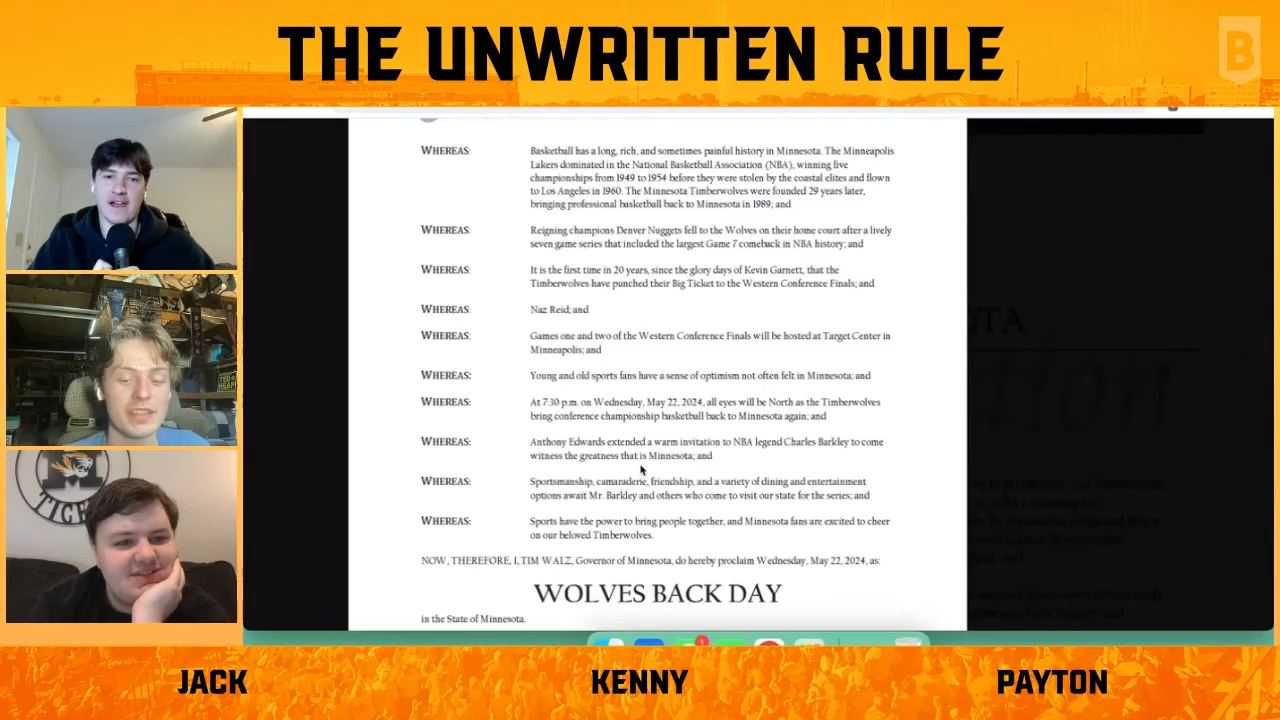 THE UNWRITTEN RULE
B
WHEREAS:
Basketball has a long, rich, and sometimes painful history in Minnesota. The Minneapolis
Lakers dominated in the National Basketball Association (NBA), winning five
championships from 1949 to 1954 before they were stolen by the coastal elites and flown
to Los Angeles in 1960. The Minnesota Timberwolves were founded 29 years later,
bringing professional basketball back to Minnesota in 1989; and
WHEREAS:
Reigning champions Denver Nuggets fell to the Wolves on their home court after a lively
seven game series that included the largest Game 7 comeback in NBA history; and
WHEREAS:
It is the first time in 20 years, since the glory days of Kevin Garnett, that the
Timberwolves have punched their Big Ticket to the Western Conference Finals; and
WHEREAS:
Naz Reid; and
WHEREAS:
Games one and two of the Western Conference Finals will be hosted at Target Center in
Minneapolis; and
WHEREAS:
Young and old sports fans have a sense of optimism not often felt in Minnesota; and
WHEREAS:
At 7:30 p.m. on Wednesday, May 22, 2024, all eyes will be North as the Timberwolves
bring conference championship basketball back to Minnesota again; and
WHEREAS:
Anthony Edwards extended a warm invitation to NBA legend Charles Barkley to come
witness the greatness that is Minnesota; and
WHEREAS:
Sportsmanship, camaraderie, friendship, and a variety of dining and entertainment
options await Mr. Barkley and others who come to visit our state for the series; and
WHEREAS:
Sports have the power to bring people together, and Minnesota fans are excited to cheer
on our beloved Timberwolves.
NOW, THEREFORE, I, TIM WALZ, Governor of Minnesota, do hereby proclaim Wednesday, May 22, 2024, as:
WOLVES BACK DAY
in the State of Minnesota.
OTA
JACK
KENNY
PAYTON